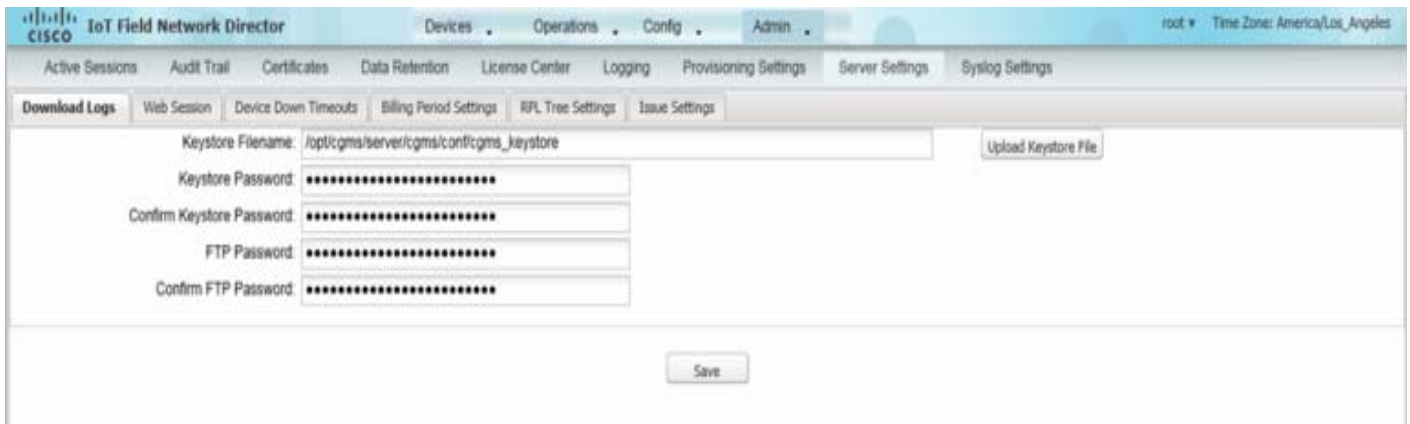 CISCO IoT Field Network Director Devices Operations Config Admin root Time Zone: America/Los_Angeles
Active Sessions Audit Trail Certificates Data Retention License Center Logging Provisioning Settings Server Settings Syslog Settings
Download Logs Web Session Device Down Timeouts Billing Period Settings RPL Tree Settings Issue Settings
Keystore Filename: /opt/cgms/server/cgms/conf/cgms_keystore Upload Keystore File
Keystore Password:
Confirm Keystore Password:
FTP Password:
Confirm FTP Password:
Save